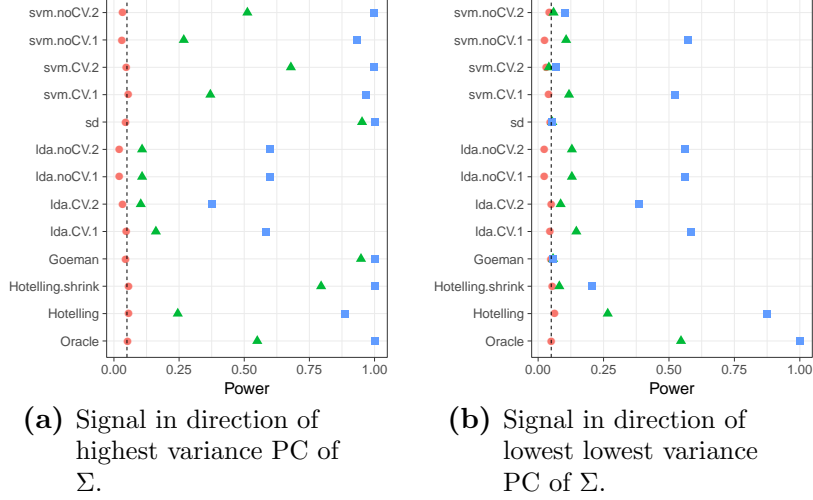 svm.noCV.2
svm.noCV.1
svm.CV.2
svm.CV.1
sd
lda.noCV.2
lda.noCV.1
lda.CV.2
lda.CV.1
Goeman
Hotelling.shrink
Hotelling
Oracle
0.00 0.25 0.50 0.75 1.00
Power
(a) Signal in direction of
highest variance PC of
Σ.
svm.noCV.2
svm.noCV.1
svm.CV.2
svm.CV.1
sd
lda.noCV.2
lda.noCV.1
lda.CV.2
lda.CV.1
Goeman
Hotelling.shrink
Hotelling
Oracle
0.00 0.25 0.50 0.75 1.00
Power
(b) Signal in direction of
lowest lowest variance
PC of Σ.